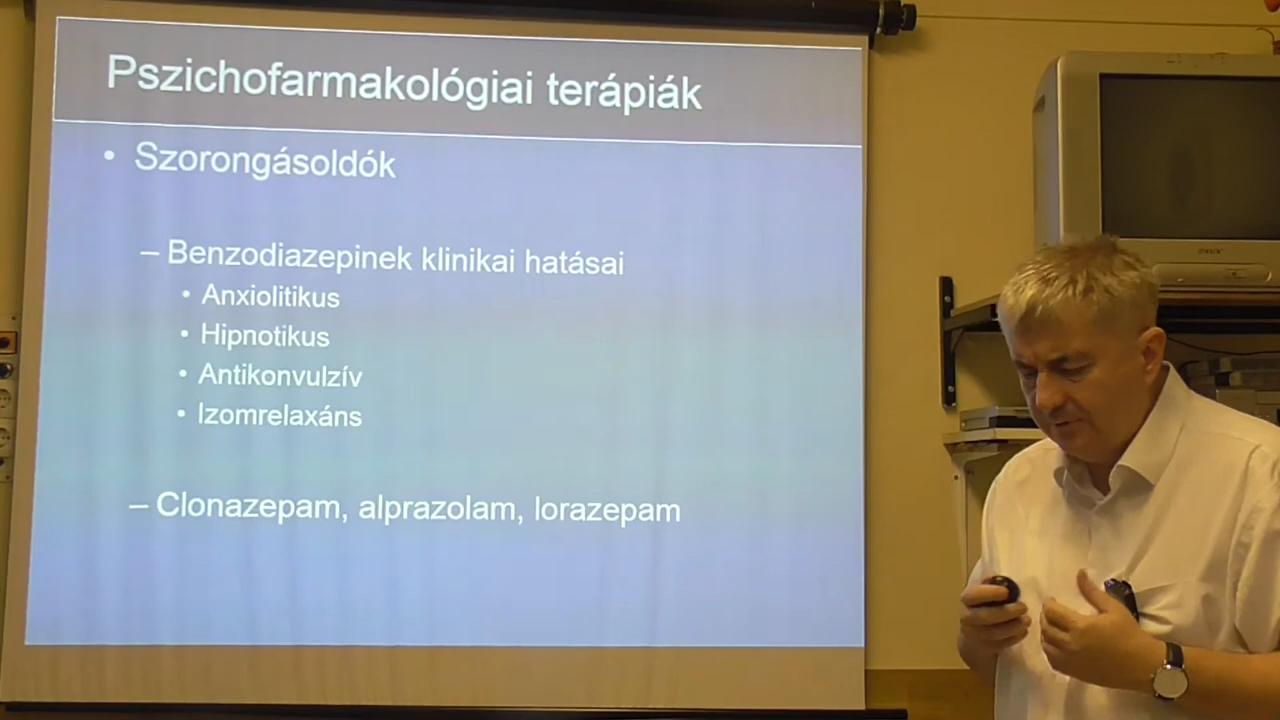 Pszichofarmakológiai terápiák
• Szorongásoldók
– Benzodiazepinek klinikai hatásai
• Anxiolitikus
• Hipnotikus
• Antikonvulzív
• Izomrelaxáns
– Clonazepam, alprazolam, lorazepam